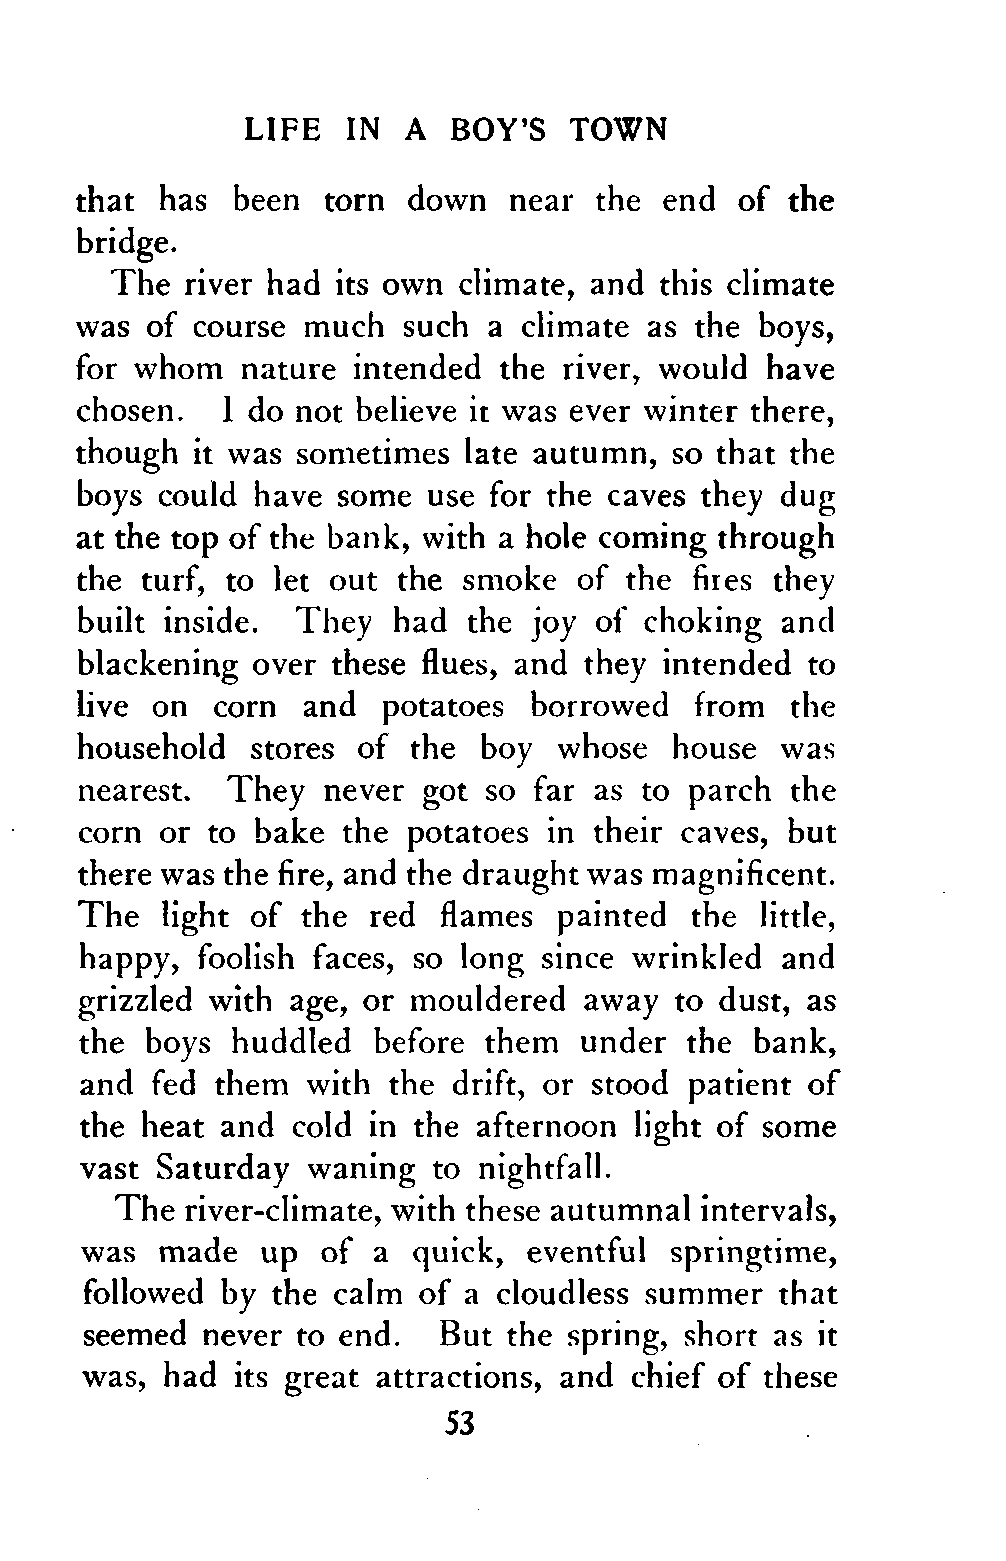 LIFE IN A BOY'S TOWN
that has been torn down near the end of the
bridge.
The river had its own climate, and this climate
was of course much such a climate as the boys,
for whom nature intended the river, would have
chosen. I do not believe it was ever winter there,
though it was sometimes late autumn, so that the
boys could have some use for the caves they dug
at the top of the bank, with a hole coming through
the turf, to let out the smoke of the fires they
built inside. They had the joy of choking and
blackening over these flues, and they intended to
live on corn and potatoes borrowed from the
household stores of the boy whose house was
nearest. They never got so far as to parch the
corn or to bake the potatoes in their caves, but
there was the fire, and the draught was magnificent.
The light of the red flames painted the little,
happy, foolish faces, so long since wrinkled and
grizzled with age, or mouldered away to dust, as
the boys huddled before them under the bank,
and fed them with the drift, or stood patient of
the heat and cold in the afternoon light of some
vast Saturday waning to nightfall.
The river-climate, with these autumnal intervals,
was made up of a quick, eventful springtime,
followed by the calm of a cloudless summer that
seemed never to end. But the spring, short as it
was, had its great attractions, and chief of these
53